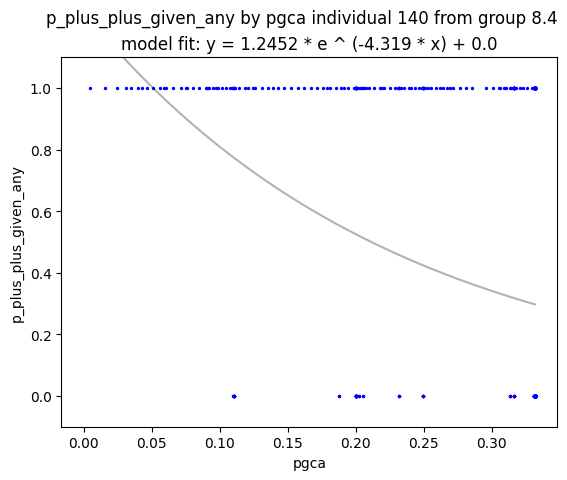 p_plus_plus_given_any by pgca individual 140 from group 8.4
model fit: y = 1.2452 * e ^ (-4.319 * x) + 0.0
p_plus_plus_given_any
1.0
0.8
0.6
0.4
0.2
0.0
0.00 0.05 0.10 0.15 0.20 0.25 0.30
pgca